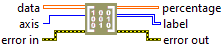 data
percentage
axis
label
error in
error out